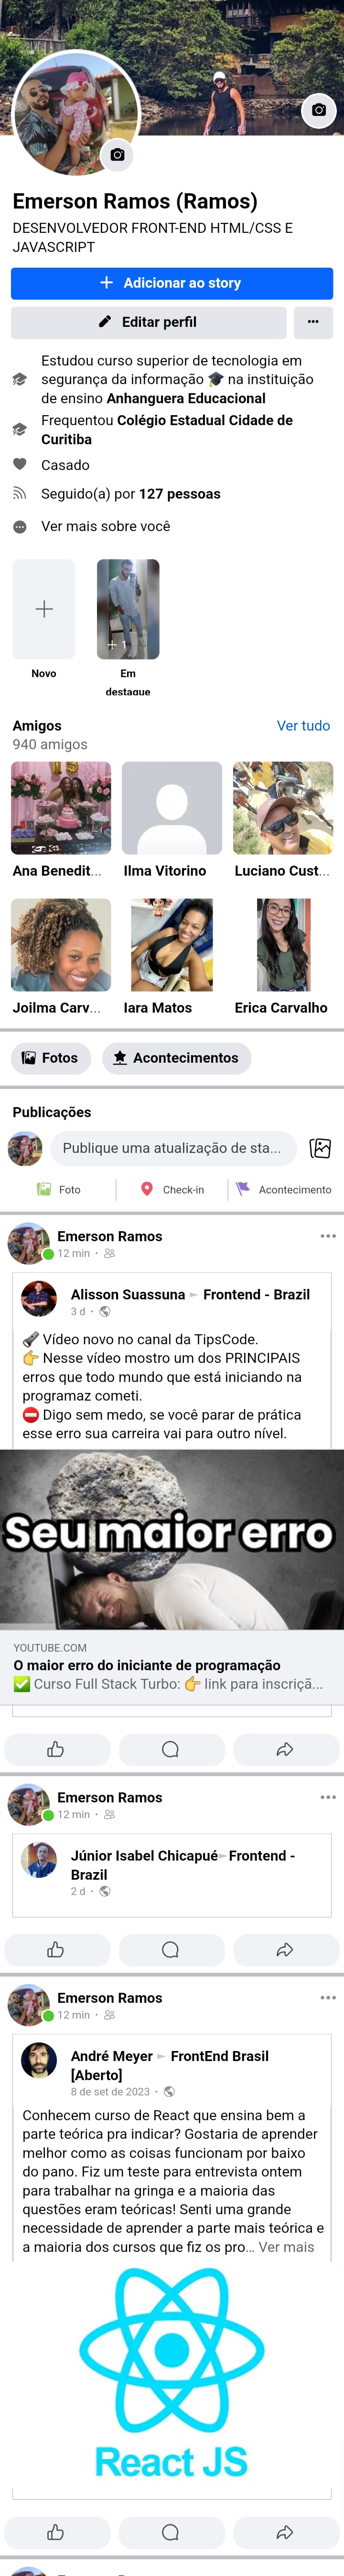 Emerson Ramos (Ramos)
DESENVOLVEDOR FRONT-END HTML/CSS E
JAVASCRIPT
Adicionar ao story
Editar perfil
Estudou curso superior de tecnologia em
segurança da informação 🎓 na instituição
de ensino Anhanguera Educacional
Frequentou Colégio Estadual Cidade de
Curitiba
Casado
Seguido(a) por 127 pessoas
Ver mais sobre você
+ 1
Novo
Em
destaque
Amigos
Ver tudo
940 amigos
Ana Benedit...
Ilma Vitorino
Luciano Cust...
Joilma Carv...
Iara Matos
Erica Carvalho
Fotos
Acontecimentos
Publicações
Publique uma atualização de sta...
Foto
Check-in
Acontecimento
Emerson Ramos
12 min ·
Alisson Suassuna ► Frontend - Brazil
3 d ·
Vídeo novo no canal da TipsCode.
👉 Nesse vídeo mostro um dos PRINCIPAIS
erros que todo mundo que está iniciando na
programaz cometi.
⛔ Digo sem medo, se você parar de prática
esse erro sua carreira vai para outro nível.
Seu maior erro
YOUTUBE.COM
O maior erro do iniciante de programação
✅ Curso Full Stack Turbo: 👉 link para inscriçã...
Emerson Ramos
12 min ·
Júnior Isabel Chicapué ► Frontend -
Brazil
2 d ·
Emerson Ramos
12 min ·
André Meyer ► FrontEnd Brasil
[Aberto]
8 de set de 2023 ·
Conhecem curso de React que ensina bem a
parte teórica pra indicar? Gostaria de aprender
melhor como as coisas funcionam por baixo
do pano. Fiz um teste para entrevista ontem
para trabalhar na gringa e a maioria das
questões eram teóricas! Senti uma grande
necessidade de aprender a parte mais teórica e
a maioria dos cursos que fiz os pro... Ver mais
React JS